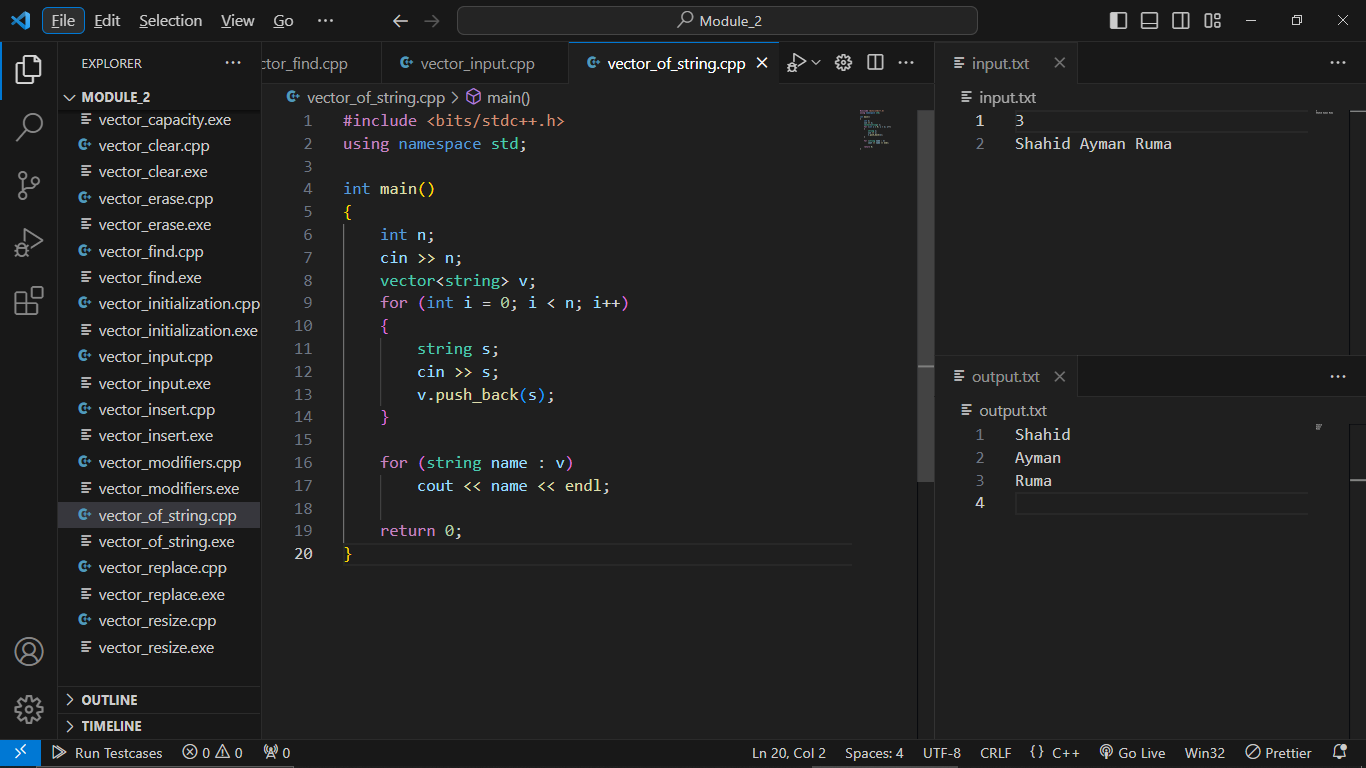 File Edit Selection View Go ··· Module_2
EXPLORER ···
MODULE_2
vector_capacity.exe
vector_clear.cpp
vector_clear.exe
vector_erase.cpp
vector_erase.exe
vector_find.cpp
vector_find.exe
vector_initialization.cpp
vector_initialization.exe
vector_input.cpp
vector_input.exe
vector_insert.cpp
vector_insert.exe
vector_modifiers.cpp
vector_modifiers.exe
vector_of_string.cpp
vector_of_string.exe
vector_replace.cpp
vector_replace.exe
vector_resize.cpp
vector_resize.exe
OUTLINE
TIMELINE
ctor_find.cpp vector_input.cpp vector_of_string.cpp
vector_of_string.cpp > main()
1 #include <bits/stdc++.h>
2 using namespace std;
3
4 int main()
5 {
6 int n;
7 cin >> n;
8 vector<string> v;
9 for (int i = 0; i < n; i++)
10 {
11 string s;
12 cin >> s;
13 v.push_back(s);
14 }
15
16 for (string name : v)
17 cout << name << endl;
18
19 return 0;
20 }
input.txt
input.txt
1 3
2 Shahid Ayman Ruma
output.txt
output.txt
1 Shahid
2 Ayman
3 Ruma
4
Run Testcases 0 0 0 Ln 20, Col 2 Spaces: 4 UTF-8 CRLF {} C++ Go Live Win32 Prettier